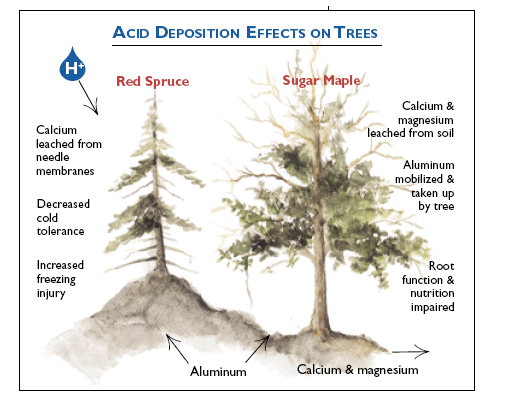 ACID DEPOSITION EFFECTS ON TREES
H+
Red Spruce
Sugar Maple
Calcium
leached from
needle
membranes
Decreased
cold
tolerance
Increased
freezing
injury
Calcium &
magnesium
leached from soil
Aluminum
mobilized &
taken up
by tree
Root
function &
nutrition
impaired
Aluminum
Calcium & magnesium